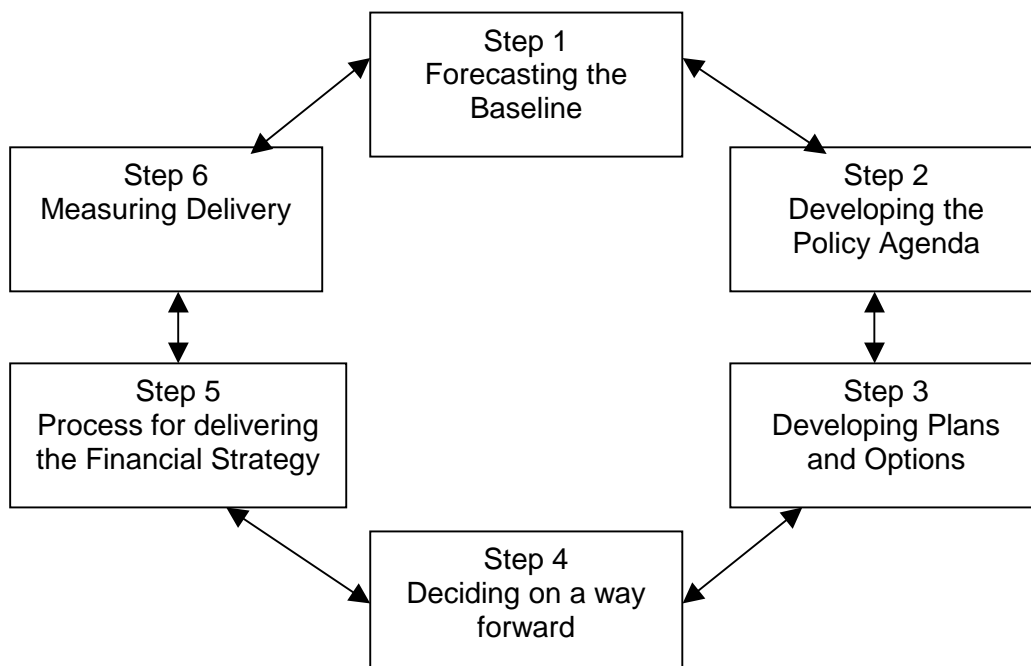 Step 1
Forecasting the
Baseline
Step 2
Developing the
Policy Agenda
Step 3
Developing Plans
and Options
Step 4
Deciding on a way
forward
Step 5
Process for delivering
the Financial Strategy
Step 6
Measuring Delivery